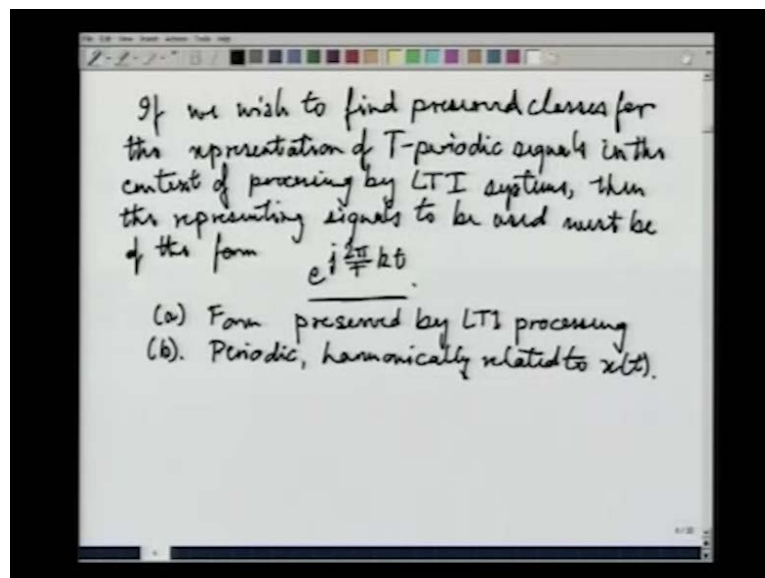 If we wish to find preserved classes for
the representation of T-periodic signals in the
context of processing by LTI systems, then
the representing signals to be used must be
of the form e^{j \frac{2π}{T} kt}.
(a) Form preserved by LTI processing
(b). Periodic, harmonically related to x(t).